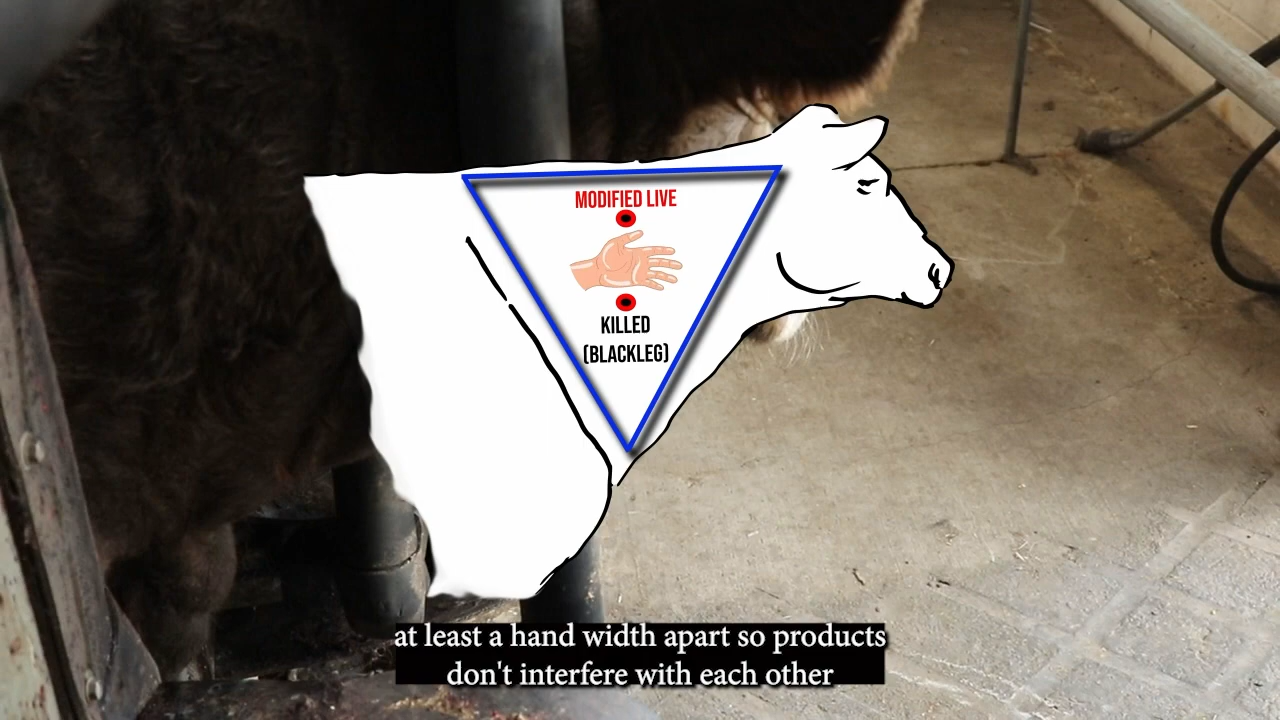 MODIFIED LIVE
KILLED
(BLACKLEG)
at least a hand width apart so products
don't interfere with each other